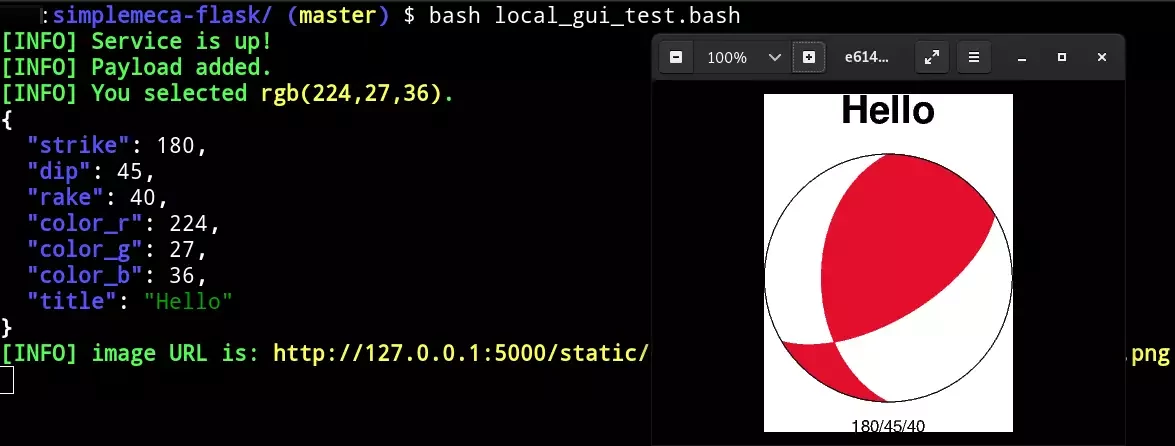 :simplemeca-flask/ (master) $ bash local_gui_test.bash
[INFO] Service is up!
[INFO] Payload added.
[INFO] You selected rgb(224,27,36).
{
"strike": 180,
"dip": 45,
"rake": 40,
"color_r": 224,
"color_g": 27,
"color_b": 36,
"title": "Hello"
}
[INFO] image URL is: http://127.0.0.1:5000/static/ .png
100%
e614...
Hello
180/45/40